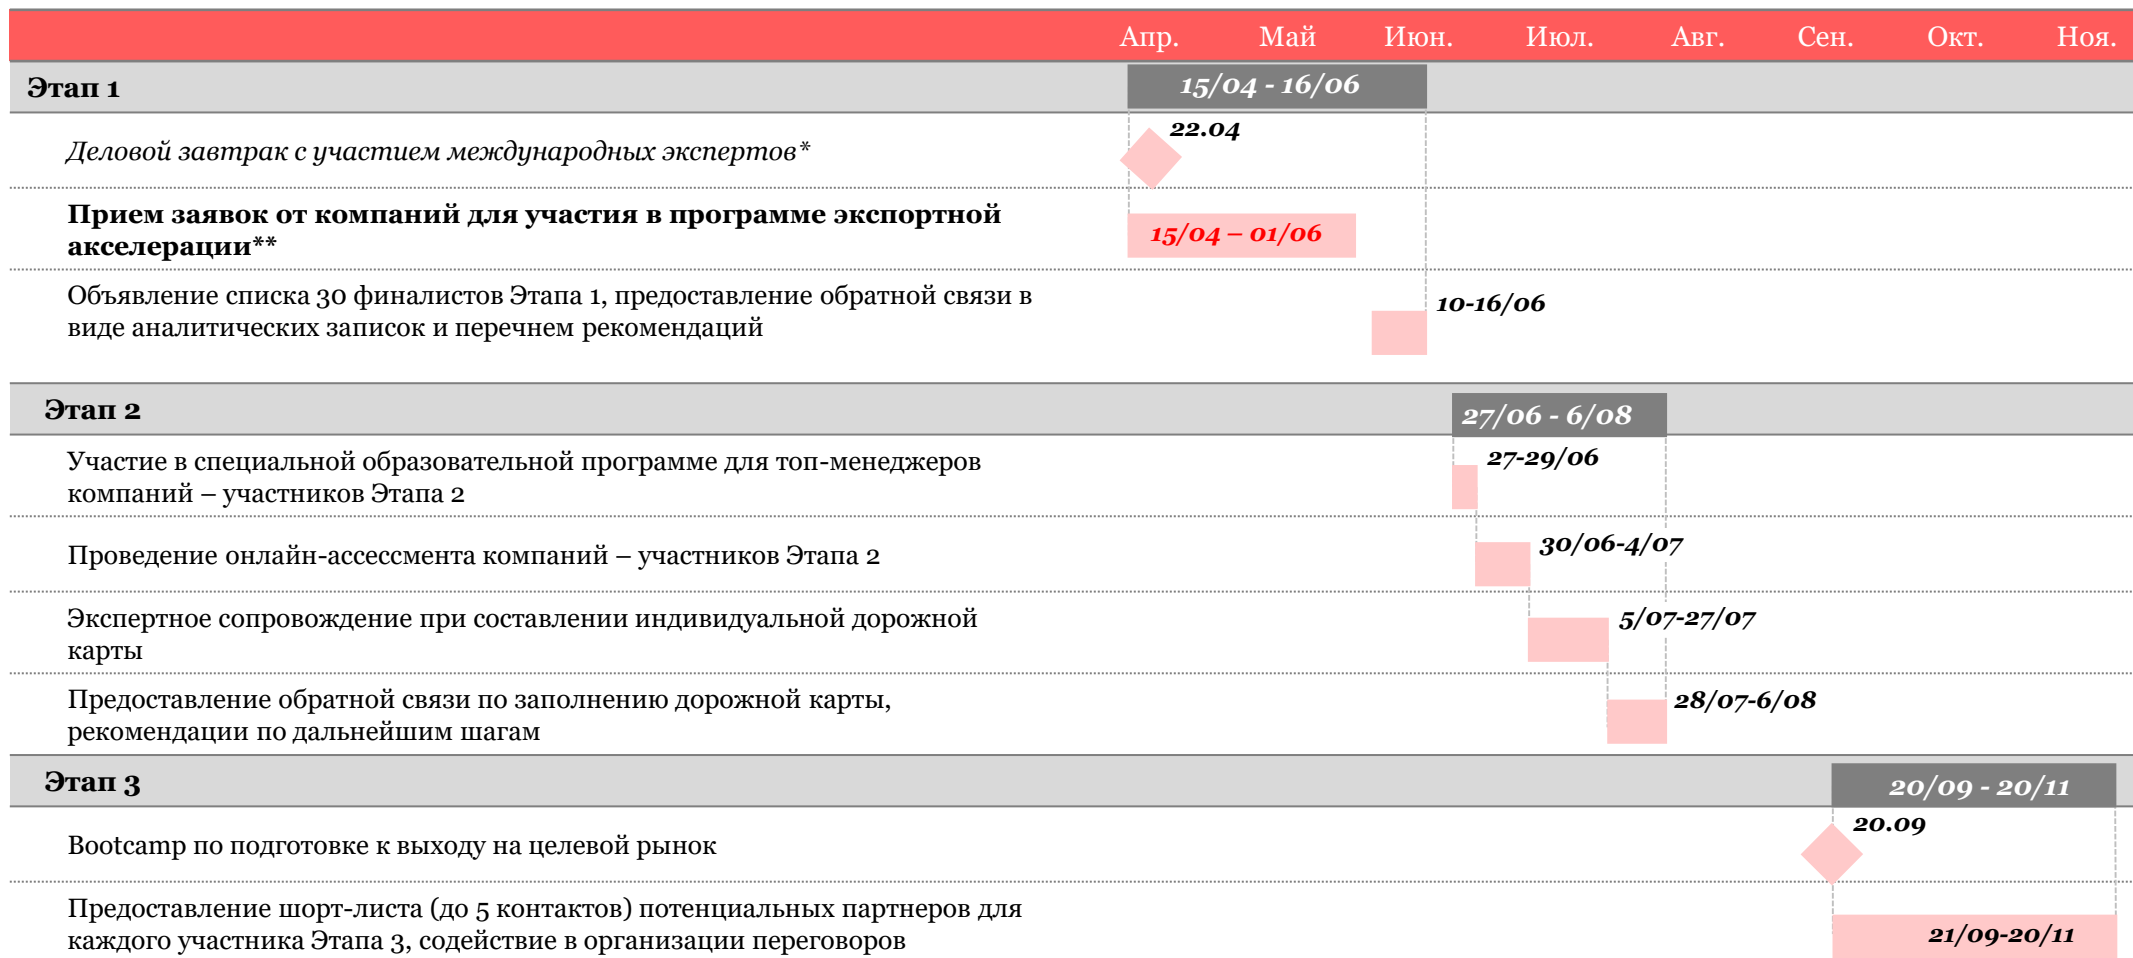 Апр. Май Июн. Июл. Авг. Сен. Окт. Ноя.
Этап 1
15/04 - 16/06
22.04
Деловой завтрак с участием международных экспертов*
Прием заявок от компаний для участия в программе экспортной
акселерации**
15/04 – 01/06
Объявление списка 30 финалистов Этапа 1, предоставление обратной связи в
виде аналитических записок и перечнем рекомендаций
10-16/06
Этап 2
27/06 - 6/08
Участие в специальной образовательной программе для топ-менеджеров
компаний – участников Этапа 2
27-29/06
Проведение онлайн-ассессмента компаний – участников Этапа 2
30/06-4/07
Экспертное сопровождение при составлении индивидуальной дорожной
карты
5/07-27/07
Предоставление обратной связи по заполнению дорожной карты,
рекомендации по дальнейшим шагам
28/07-6/08
Этап 3
20/09 - 20/11
20.09
Bootcamp по подготовке к выходу на целевой рынок
Предоставление шорт-листа (до 5 контактов) потенциальных партнеров для
каждого участника Этапа 3, содействие в организации переговоров
21/09-20/11